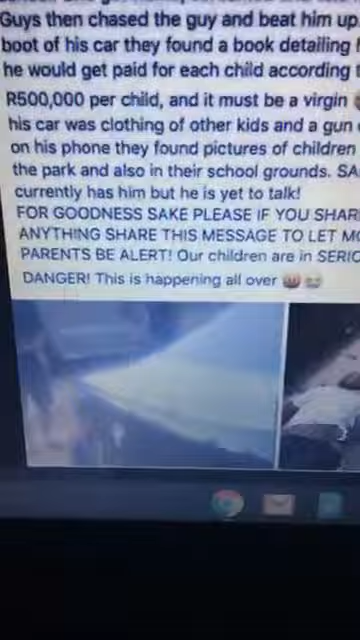 Guys then chased the guy and beat him up
boot of his car they found a book detailing
he would get paid for each child according
R500,000 per child, and it must be a virgin
his car was clothing of other kids and a gun
on his phone they found pictures of children
the park and also in their school grounds. SA
currently has him but he is yet to talk!
FOR GOODNESS SAKE PLEASE IF YOU SHAR
ANYTHING SHARE THIS MESSAGE TO LET MO
PARENTS BE ALERT! Our children are in SERIO
DANGER! This is happening all over